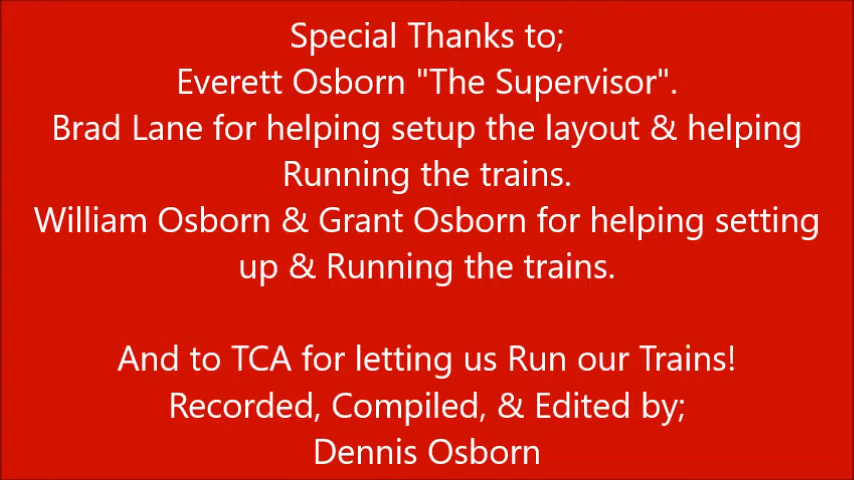 Special Thanks to;
Everett Osborn "The Supervisor".
Brad Lane for helping setup the layout & helping
Running the trains.
William Osborn & Grant Osborn for helping setting
up & Running the trains.
And to TCA for letting us Run our Trains!
Recorded, Compiled, & Edited by;
Dennis Osborn